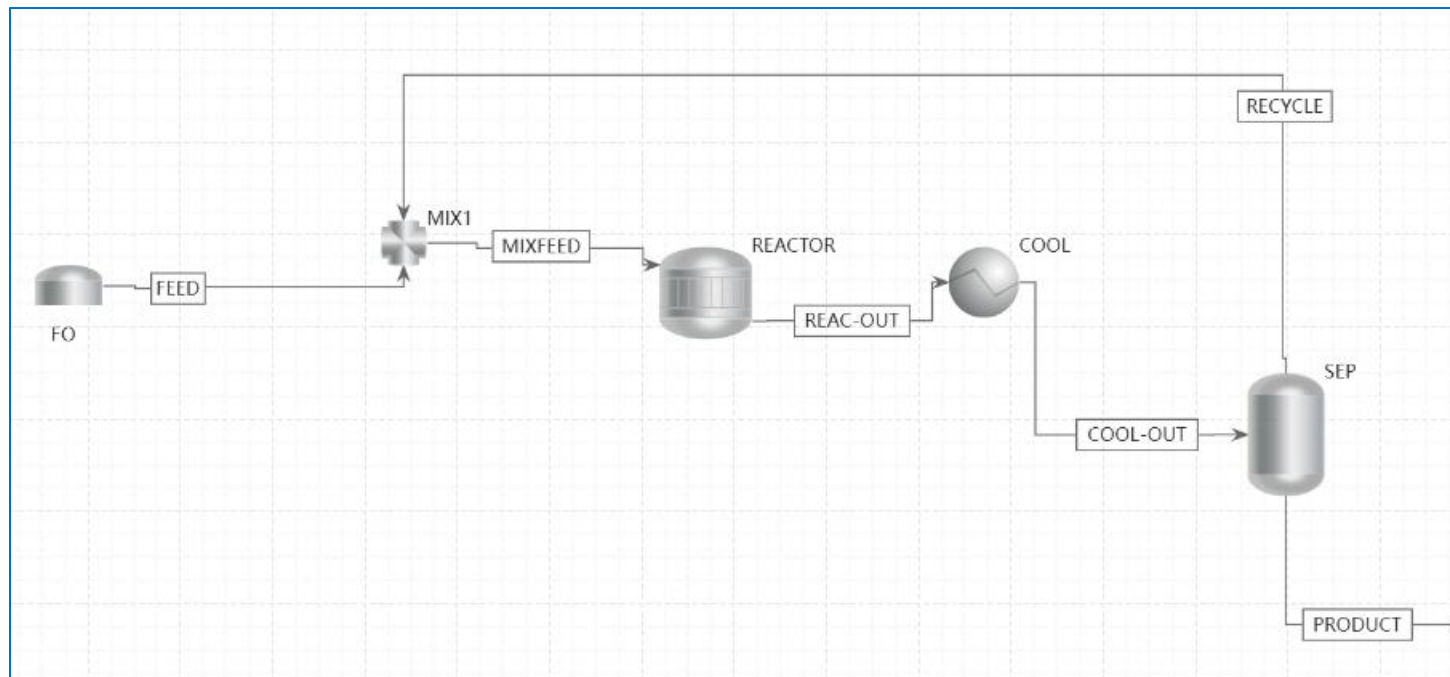 RECYCLE
MIX1
MIXFEED
REACTOR
COOL
FEED
REAC-OUT
FO
SEP
COOL-OUT
PRODUCT